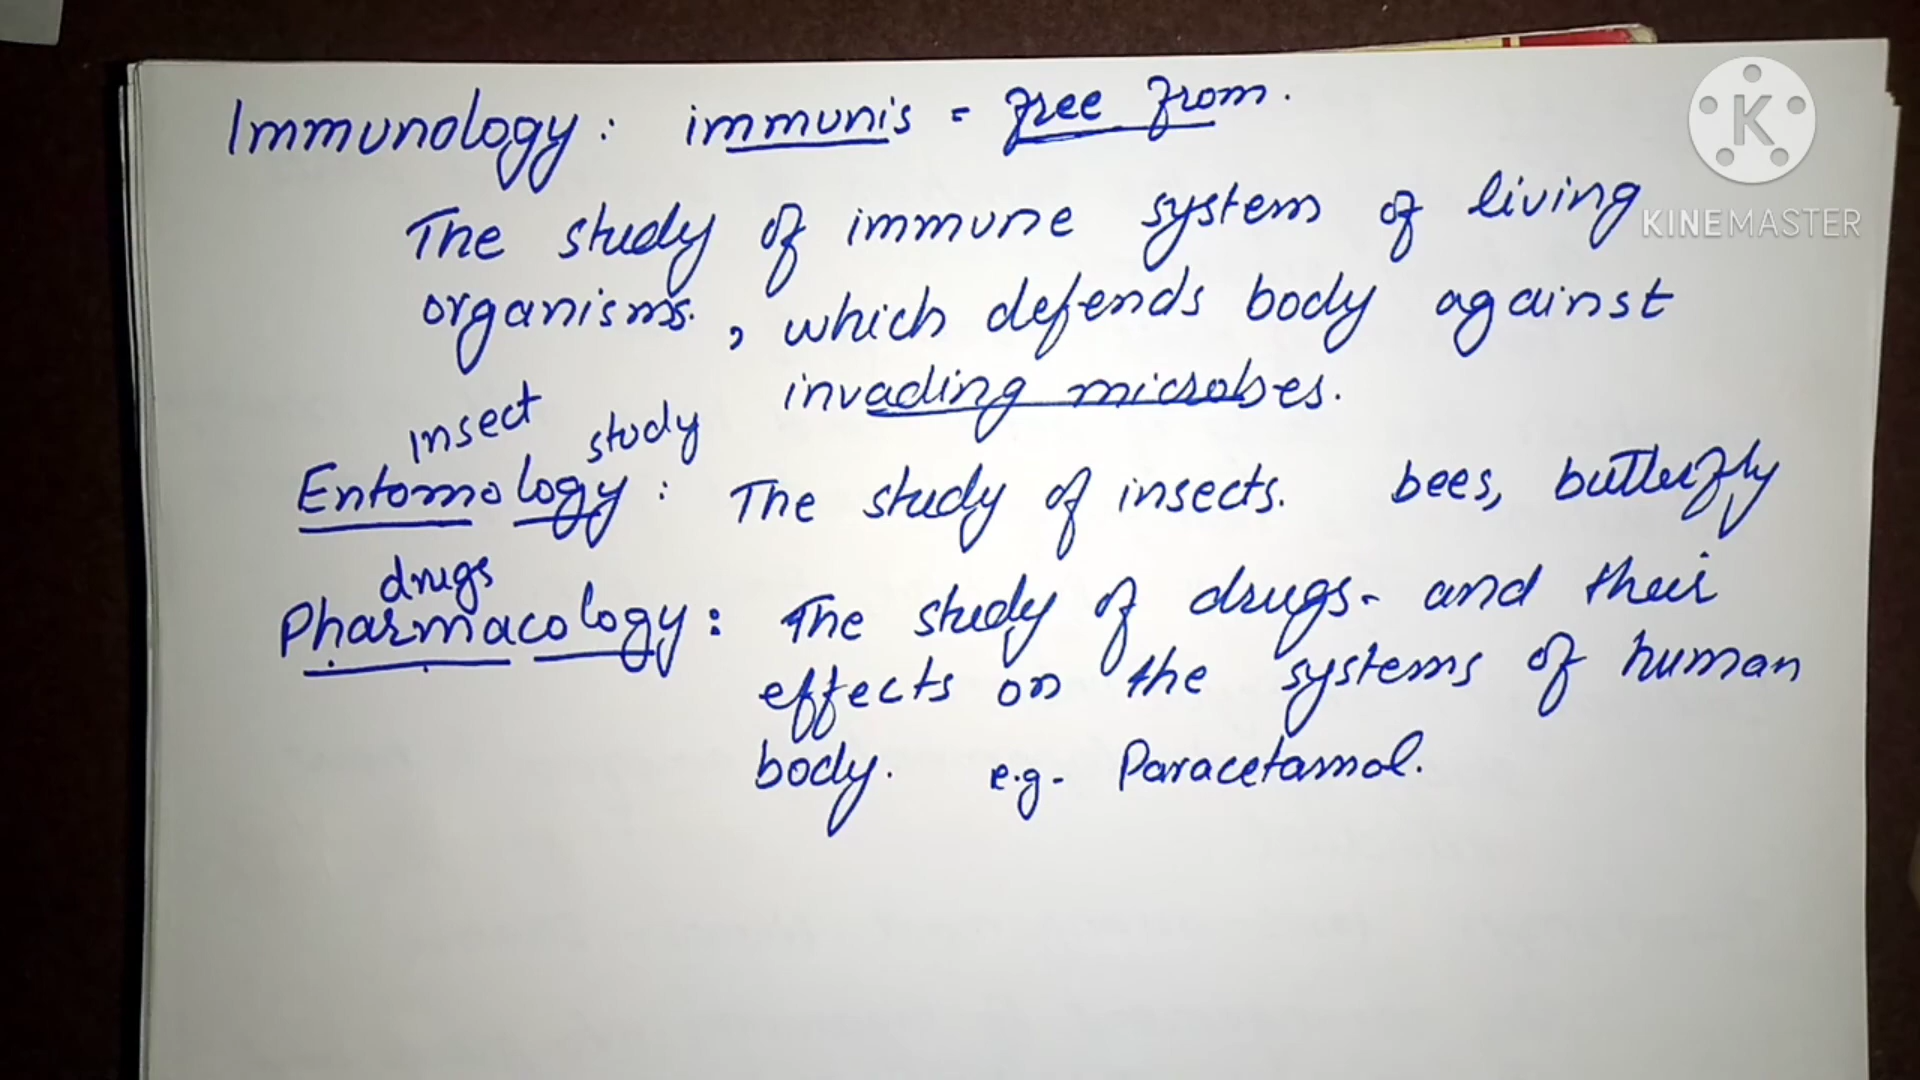 Immunology: immunis = free from.
The study of immune system of living
organisms. , which defends body against
invading microbes.
insect study
Entomology: The study of insects. bees, butterfly
drugs
Pharmacology: The study of drugs- and their
effects on the systems of human
body. e.g- Paracetamol.
K
KINEMASTER